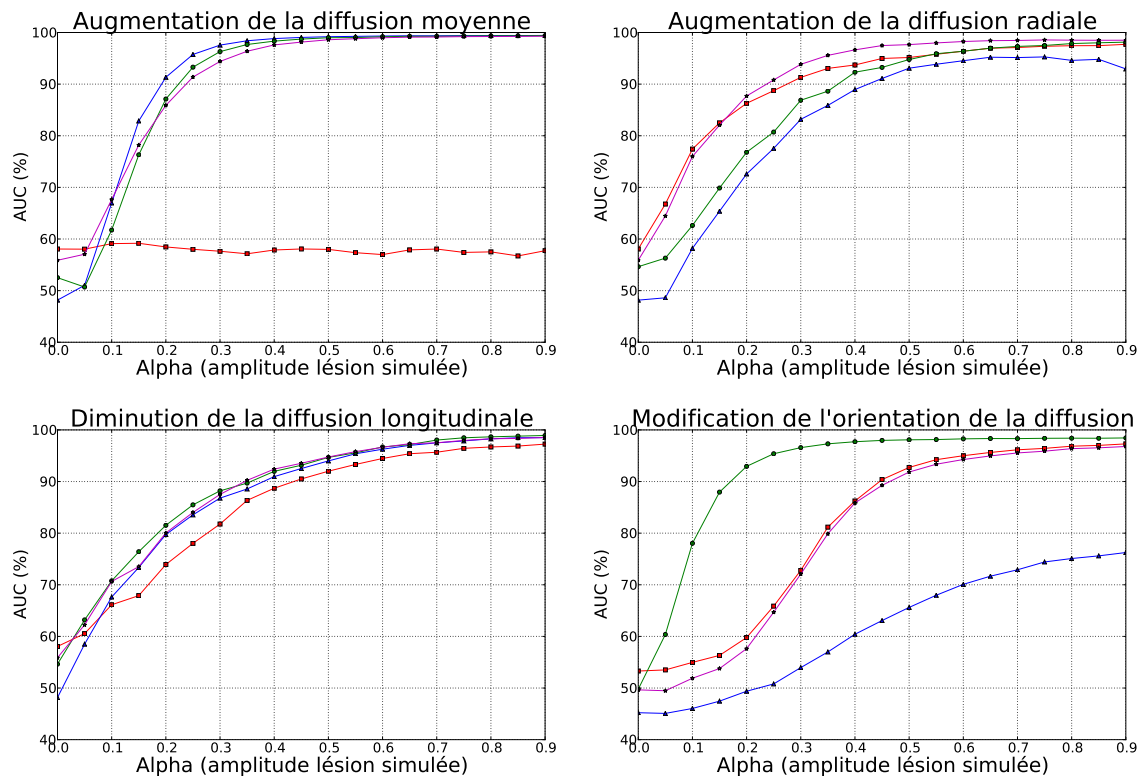 Augmentation de la diffusion moyenne
100
90
80
70
60
50
40
AUC (%)
0.0 0.1 0.2 0.3 0.4 0.5 0.6 0.7 0.8 0.9
Alpha (amplitude lésion simulée)
Augmentation de la diffusion radiale
100
90
80
70
60
50
40
AUC (%)
0.0 0.1 0.2 0.3 0.4 0.5 0.6 0.7 0.8 0.9
Alpha (amplitude lésion simulée)
Diminution de la diffusion longitudinale
100
90
80
70
60
50
40
AUC (%)
0.0 0.1 0.2 0.3 0.4 0.5 0.6 0.7 0.8 0.9
Alpha (amplitude lésion simulée)
Modification de l'orientation de la diffusion
100
90
80
70
60
50
40
AUC (%)
0.0 0.1 0.2 0.3 0.4 0.5 0.6 0.7 0.8 0.9
Alpha (amplitude lésion simulée)